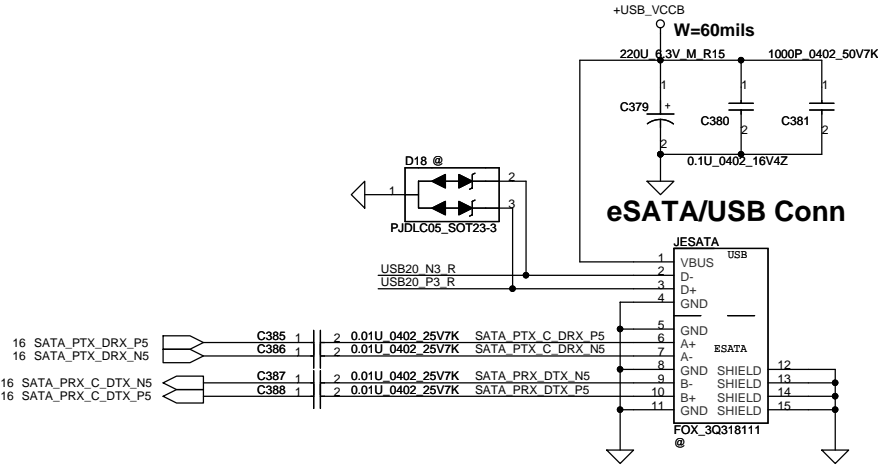 +USB_VCCB
W=60mils
220U_6.3V_M_R15 1000P_0402_50V7K
1 1 1
C379 + C380 C381
2 2 2
0.1U_0402_16V4Z
D18 @
1 2
3
PJDLC05_SOT23-3
eSATA/USB Conn
JESATA
USB
USB20_N3_R
USB20_P3_R
1 VBUS
2 D-
3 D+
4 GND
5 GND
16 SATA_PTX_DRX_P5 C385 1 2 0.01U_0402_25V7K SATA_PTX_C_DRX_P5 6 A+
ESATA
16 SATA_PTX_DRX_N5 C386 1 2 0.01U_0402_25V7K SATA_PTX_C_DRX_N5 7 A-
8 GND SHIELD 12
16 SATA_PRX_C_DTX_N5 C387 1 2 0.01U_0402_25V7K SATA_PRX_DTX_N5 9 B- SHIELD 13
16 SATA_PRX_C_DTX_P5 C388 1 2 0.01U_0402_25V7K SATA_PRX_DTX_P5 10 B+ SHIELD 14
11 GND SHIELD 15
FOX_3Q318111
@